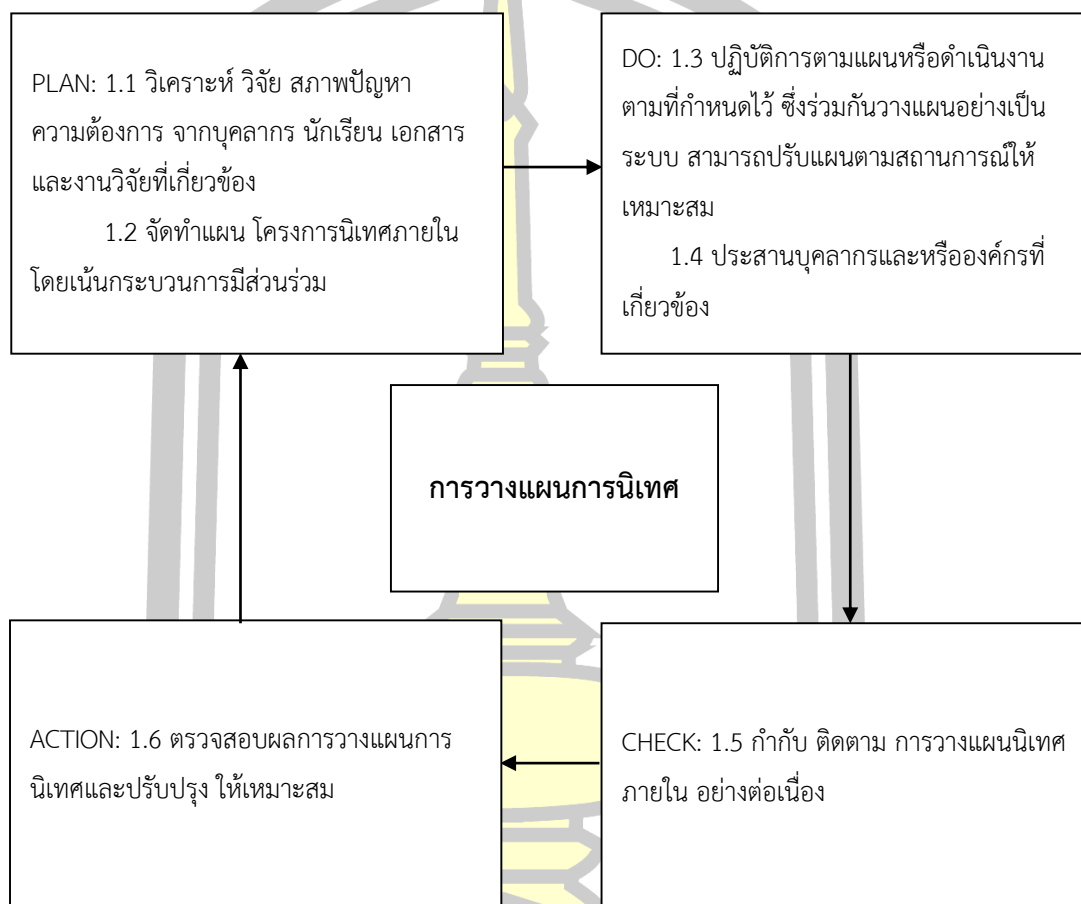 PLAN: 1.1 วิเคราะห์ วิจัย สภาพปัญหา
ความต้องการ จากบุคลากร นักเรียน เอกสาร
และงานวิจัยที่เกี่ยวข้อง
1.2 จัดทำแผน โครงการนิเทศภายใน
โดยเน้นกระบวนการมีส่วนร่วม
DO: 1.3 ปฏิบัติการตามแผนหรือดำเนินงาน
ตามที่กำหนดไว้ ซึ่งร่วมกันวางแผนอย่างเป็น
ระบบ สามารถปรับแผนตามสถานการณ์ให้
เหมาะสม
1.4 ประสานบุคลากรและหรือองค์กรที่
เกี่ยวข้อง
การวางแผนการนิเทศ
ACTION: 1.6 ตรวจสอบผลการวางแผนการ
นิเทศและปรับปรุง ให้เหมาะสม
CHECK: 1.5 กำกับ ติดตาม การวางแผนนิเทศ
ภายใน อย่างต่อเนื่อง